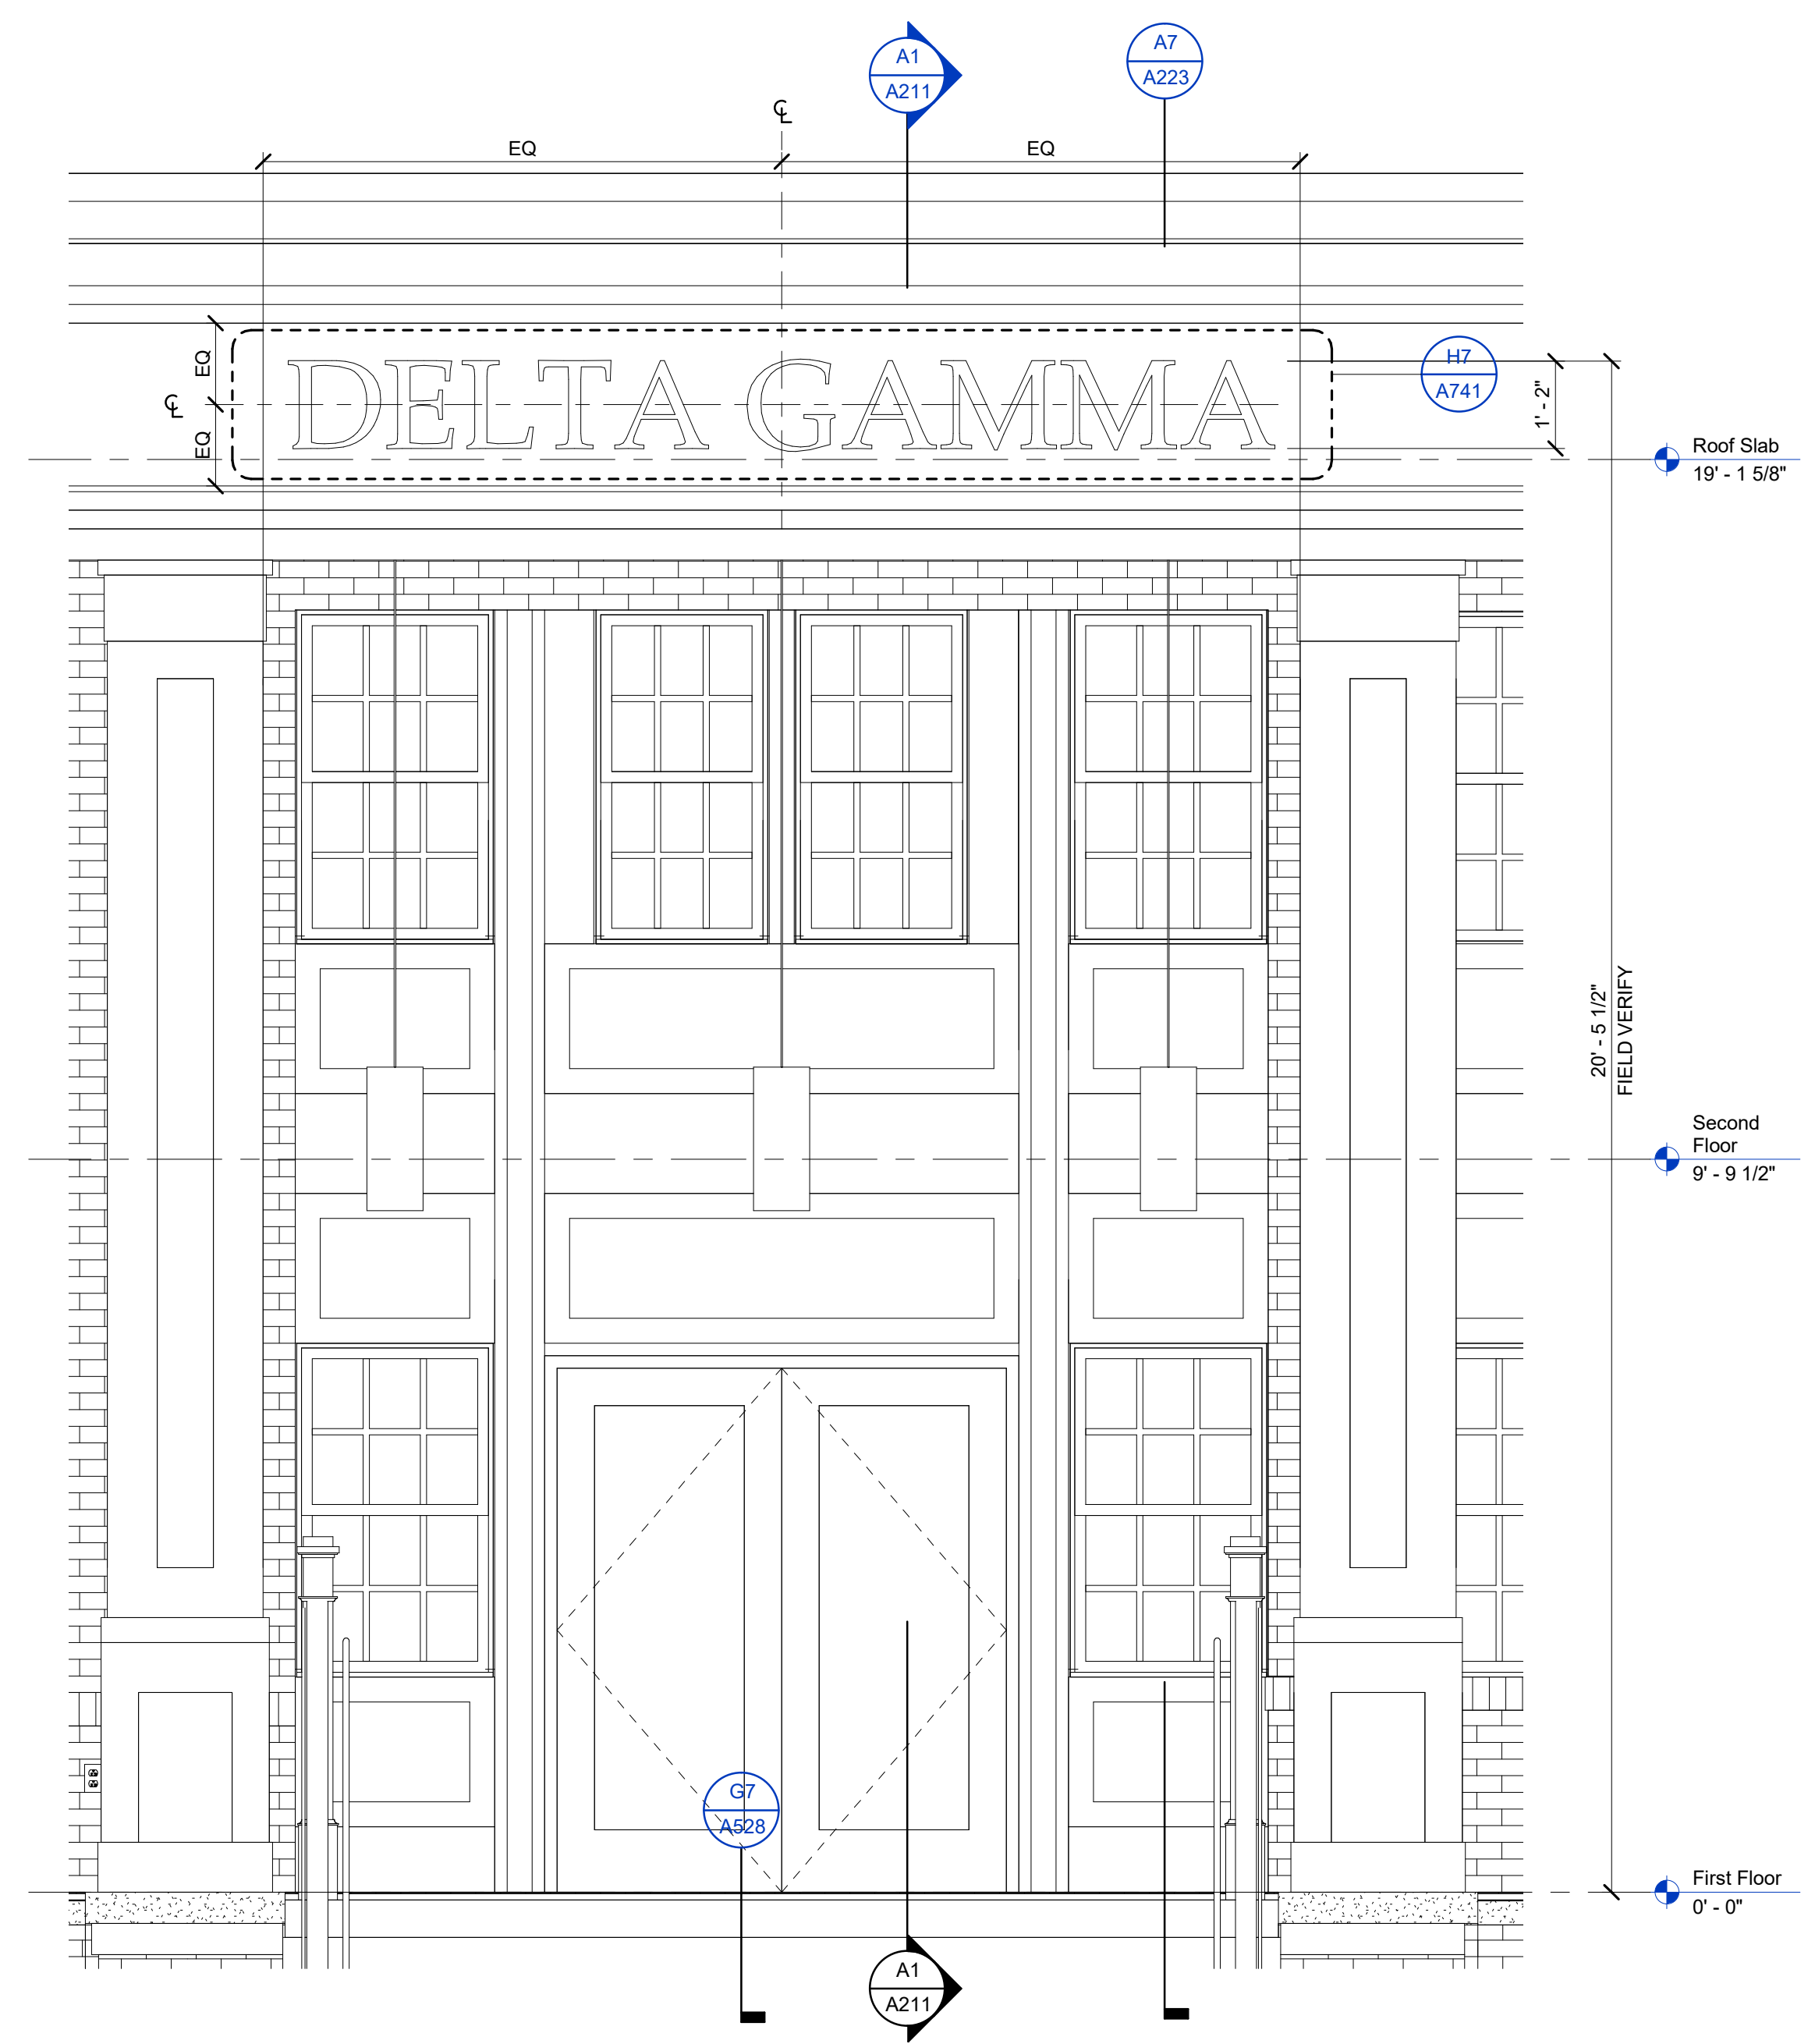 A1
A211
A7
A223
℄
EQ
EQ
EQ
℄
EQ
DELTA GAMMA
H7
A741
1' - 2"
Roof Slab
19' - 1 5/8"
20' - 5 1/2"
FIELD VERIFY
Second
Floor
9' - 9 1/2"
G7
A528
First Floor
0' - 0"
A1
A211